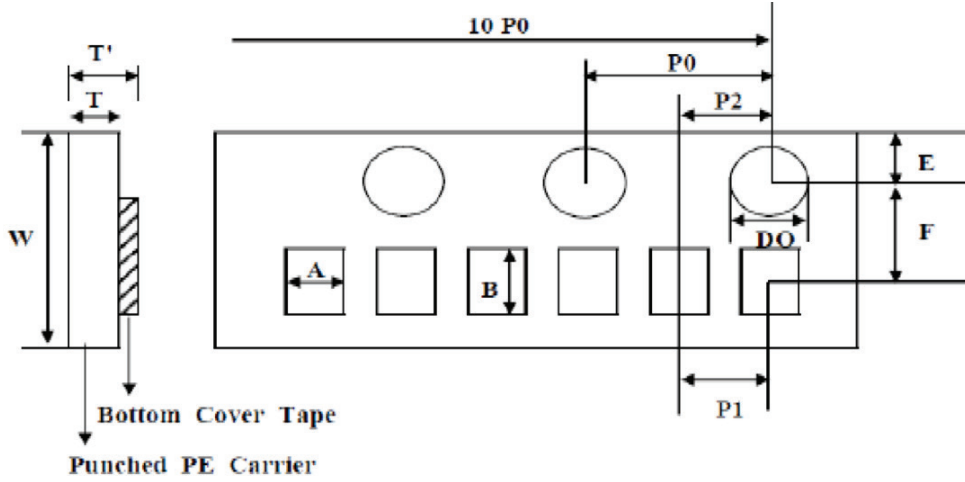 10 P0
T'
P0
T
P2
E
W
F
DO
A
B
P1
Bottom Cover Tape
Punched PE Carrier